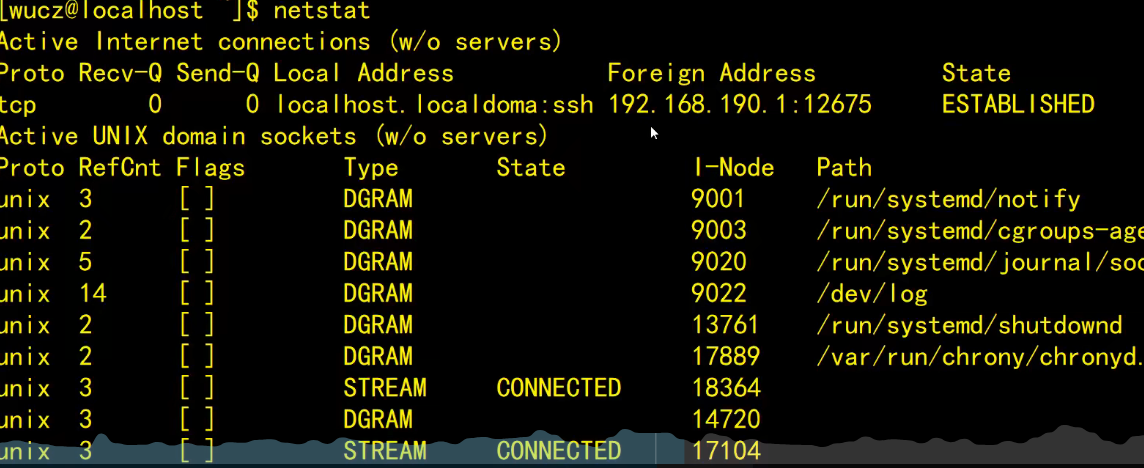 [wucz@localhost ~]$ netstat
Active Internet connections (w/o servers)
Proto Recv-Q Send-Q Local Address Foreign Address State
tcp 0 0 localhost.localdoma:ssh 192.168.190.1:12675 ESTABLISHED
Active UNIX domain sockets (w/o servers)
Proto RefCnt Flags Type State I-Node Path
unix 3 [ ] DGRAM 9001 /run/systemd/notify
unix 2 [ ] DGRAM 9003 /run/systemd/cgroups-age
unix 5 [ ] DGRAM 9020 /run/systemd/journal/soc
unix 14 [ ] DGRAM 9022 /dev/log
unix 2 [ ] DGRAM 13761 /run/systemd/shutdownd
unix 2 [ ] DGRAM 17889 /var/run/chrony/chronyd.
unix 3 [ ] STREAM CONNECTED 18364
unix 3 [ ] DGRAM 14720
unix 3 [ ] STREAM CONNECTED 17104